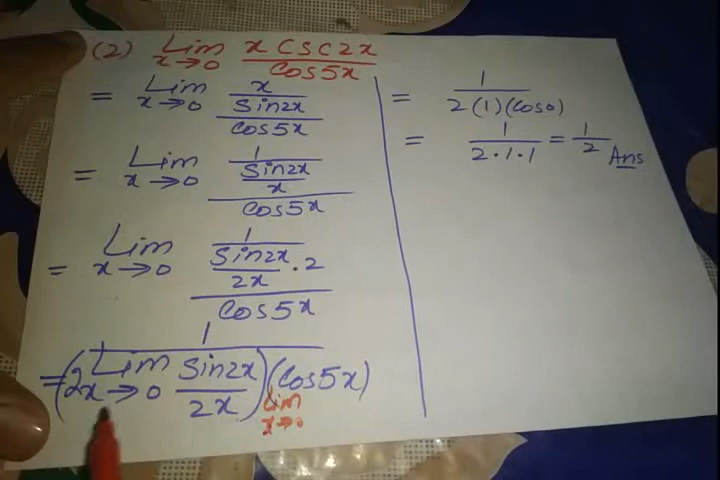 (2) Lim x→0 x Csc2x / Cos5x
= Lim x→0 x / Sin2x / Cos5x
= Lim x→0 1 / Sin2x / x / Cos5x
= Lim x→0 1 / Sin2x / 2x · 2 / Cos5x
= 1 / (Lim 2x→0 Sin2x / 2x) (Cos5x)
Lim x→0
= 1 / 2(1)(Cos0)
= 1 / 2·1·1 = 1/2 Ans